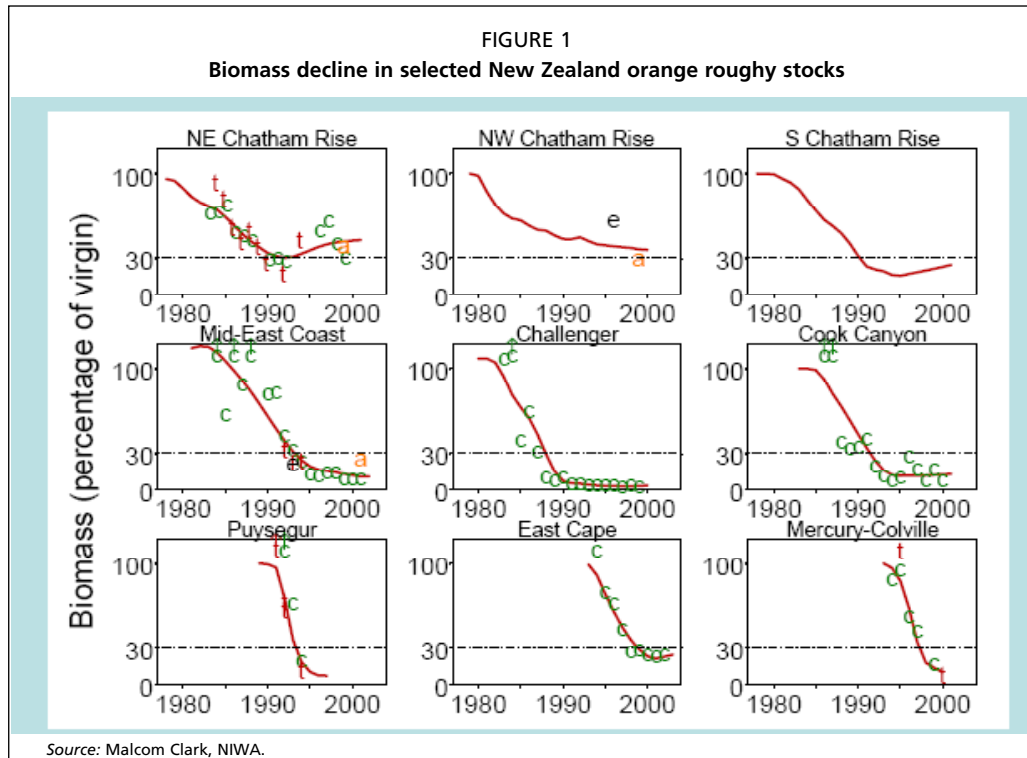 FIGURE 1
Biomass decline in selected New Zealand orange roughy stocks
Biomass (percentage of virgin)
NE Chatham Rise NW Chatham Rise S Chatham Rise
100 100 100
t
t
c c c
t
c t
c t
c t
c
t
c c c
t
t
c c
c
a
c
e
a
30 30 30
0 0 0
1980 1990 2000 1980 1990 2000 1980 1990 2000
Mid-East Coast Challenger Cook Canyon
100 100 100
c c c
c
c
c c
c
t c
e
t
c c c c c c c
a
c c
c
c
c
c
c c c c c c c c c c
c c
c c c c
c c c
c
c
c
c
c
30 30 30
0 0 0
1980 1990 2000 1980 1990 2000 1980 1990 2000
Puysegur East Cape Mercury-Colville
100 100 100
t
t
c
t
c
c
t
c
c
c
c
c c c c c
t
c c
c
c
c
t
30 30 30
0 0 0
1980 1990 2000 1980 1990 2000 1980 1990 2000
Source: Malcom Clark, NIWA.